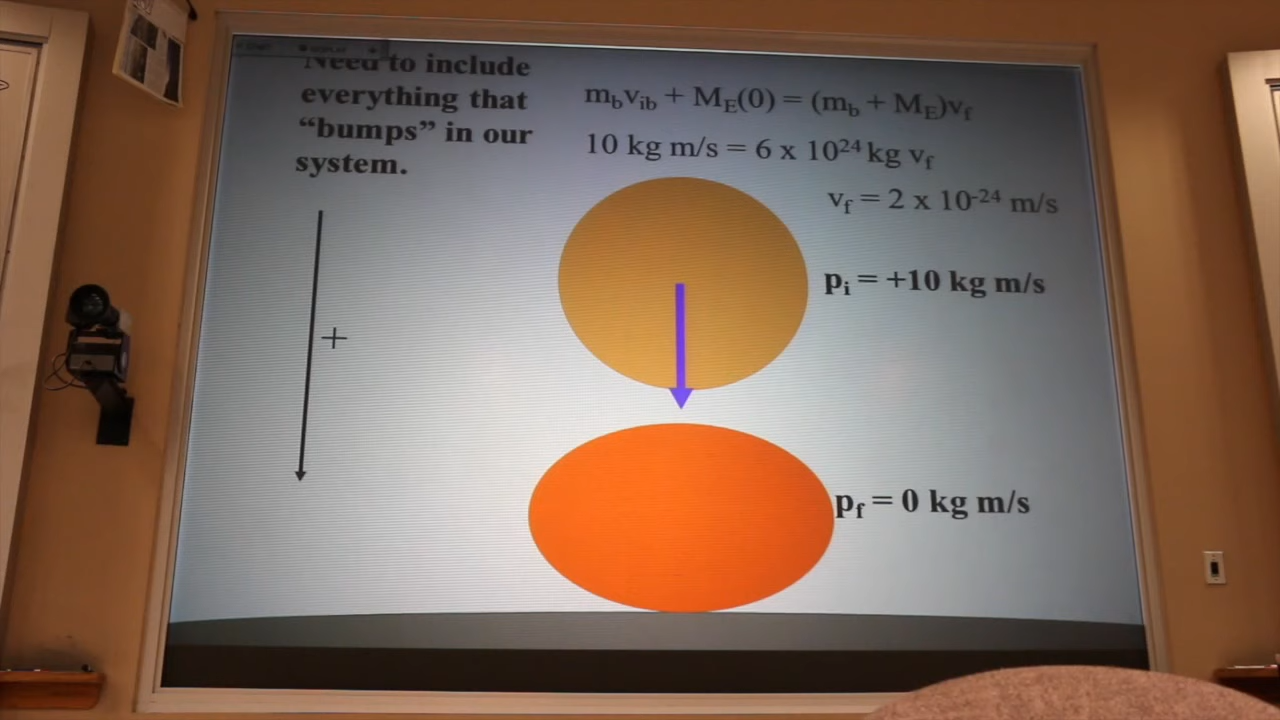 Need to include
everything that
“bumps” in our
system.
m_b v_ib + M_E(0) = (m_b + M_E)v_f
10 kg m/s = 6 x 10^24 kg v_f
v_f = 2 x 10^-24 m/s
p_i = +10 kg m/s
+
p_f = 0 kg m/s